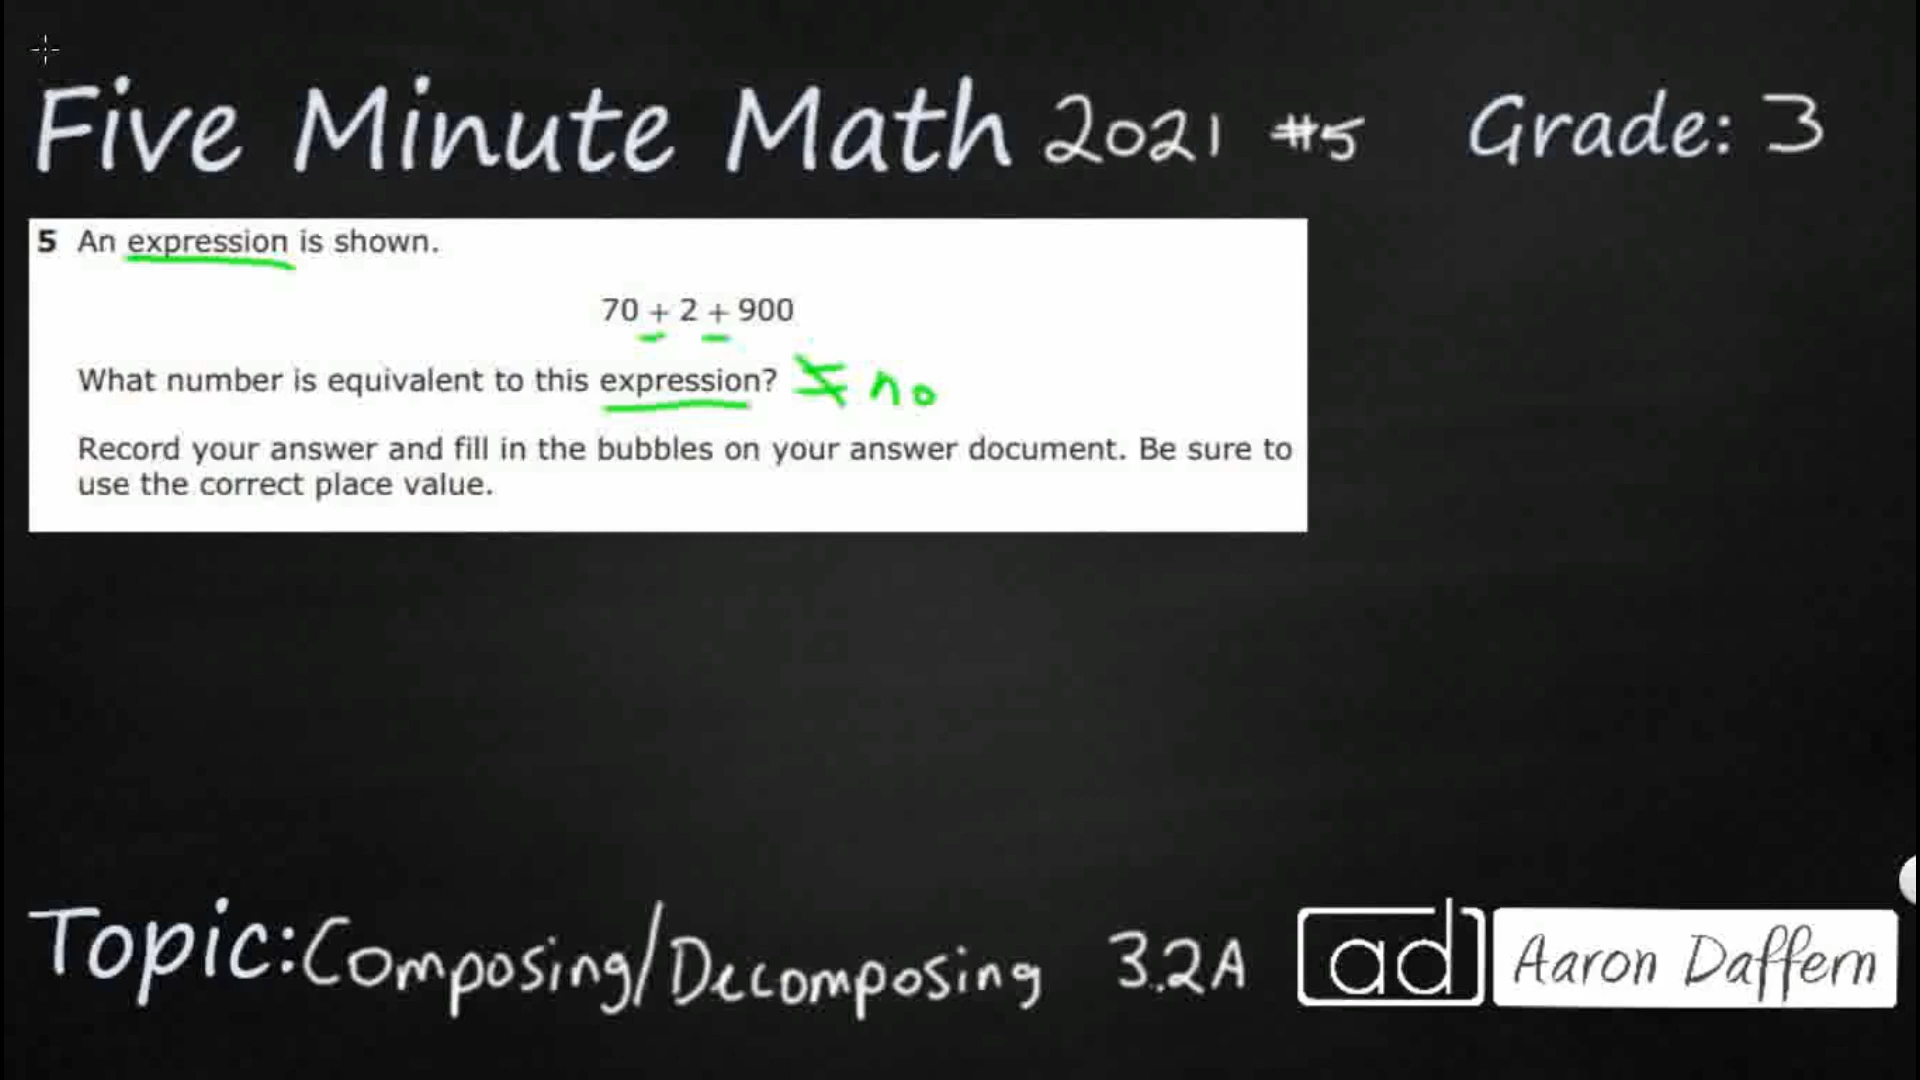 Five Minute Math 2021 #5 Grade: 3
5 An expression is shown.
70 + 2 + 900
What number is equivalent to this expression? ≠ no
Record your answer and fill in the bubbles on your answer document. Be sure to
use the correct place value.
Topic: Composing/Decomposing 3.2A ad Aaron Daffern